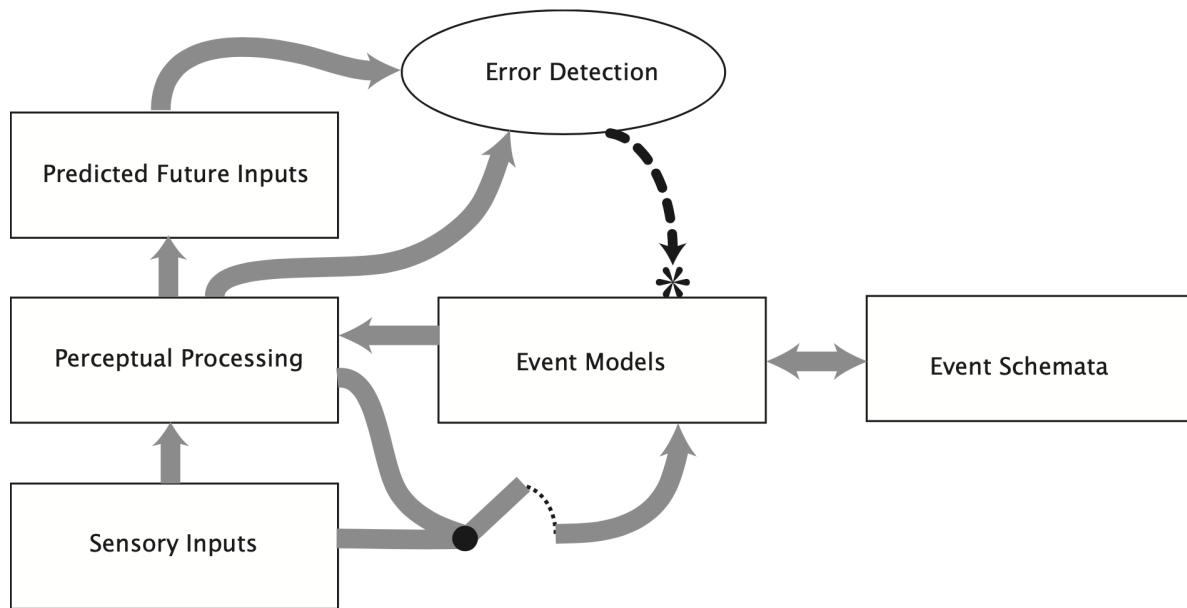 Error Detection
Predicted Future Inputs
Perceptual Processing
Event Models
Event Schemata
Sensory Inputs